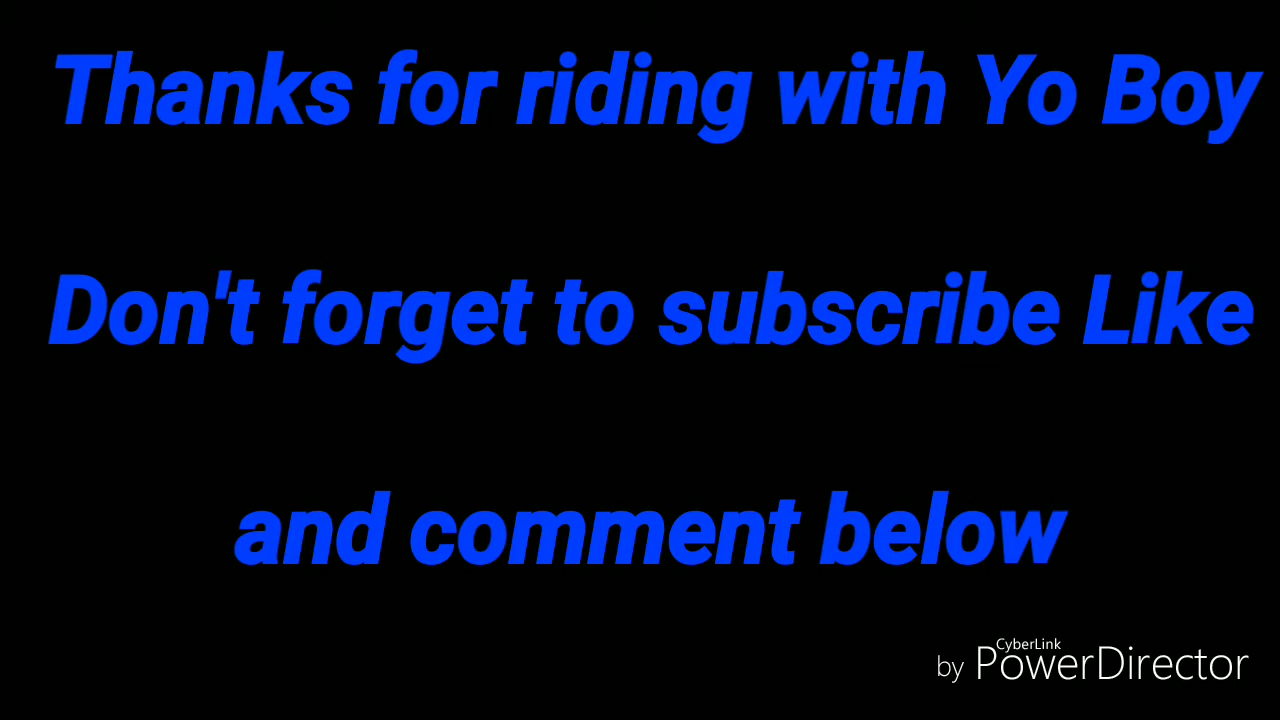 Thanks for riding with Yo Boy
Don't forget to subscribe Like
and comment below
CyberLink
by PowerDirector